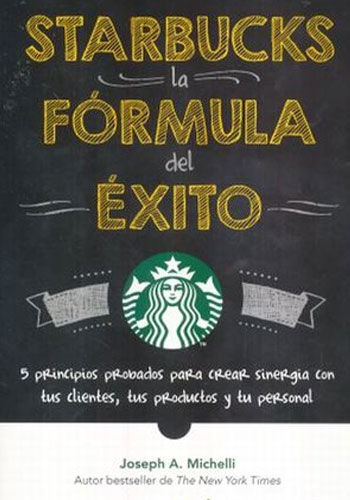 STARBUCKS
la
FÓRMULA
del
ÉXITO
5 principios probados para crear sinergia con
tus clientes, tus productos y tu personal
Joseph A. Michelli
Autor bestseller de The New York Times